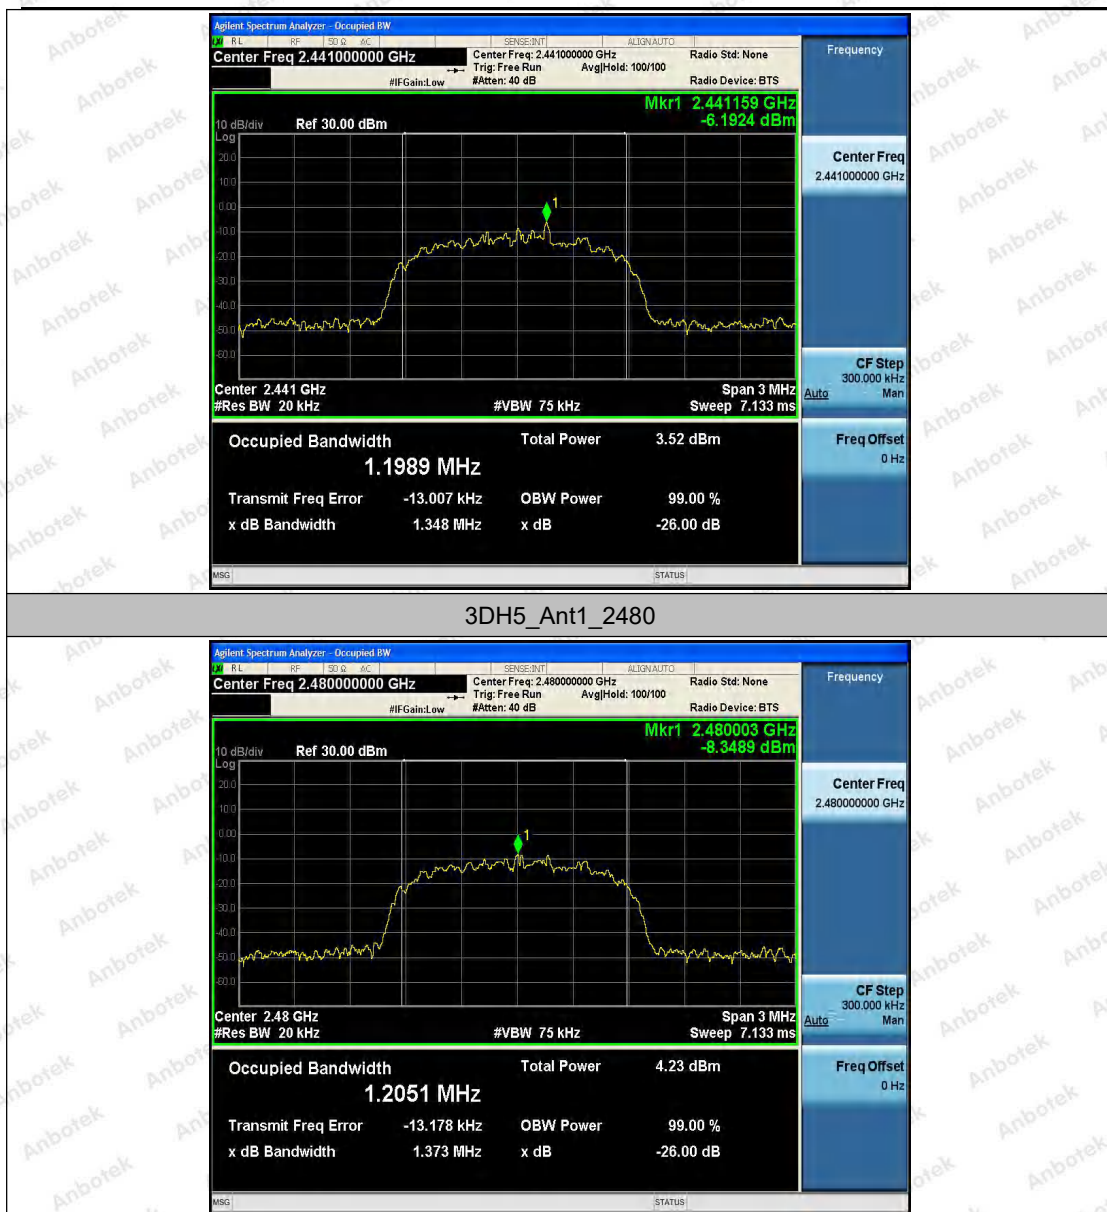 Agilent Spectrum Analyzer - Occupied BW
RL RF 50 Ω AC SENSE:INT ALIGNAUTO
Center Freq 2.441000000 GHz
Center Freq: 2.441000000 GHz Radio Std: None
Trig: Free Run Avg|Hold: 100/100
#IFGain:Low #Atten: 40 dB Radio Device: BTS
Frequency
Mkr1 2.441159 GHz
-6.1924 dBm
10 dB/div Ref 30.00 dBm
Log
20.0
10.0
0.00
-10.0
-20.0
-30.0
-40.0
-50.0
-60.0
1
Center 2.441 GHz Span 3 MHz
#Res BW 20 kHz #VBW 75 kHz Sweep 7.133 ms
Center Freq
2.441000000 GHz
CF Step
300.000 kHz
Auto Man
Freq Offset
0 Hz
Occupied Bandwidth Total Power 3.52 dBm
1.1989 MHz
Transmit Freq Error -13.007 kHz OBW Power 99.00 %
x dB Bandwidth 1.348 MHz x dB -26.00 dB
MSG STATUS
3DH5_Ant1_2480
Agilent Spectrum Analyzer - Occupied BW
RL RF 50 Ω AC SENSE:INT ALIGNAUTO
Center Freq 2.480000000 GHz
Center Freq: 2.480000000 GHz Radio Std: None
Trig: Free Run Avg|Hold: 100/100
#IFGain:Low #Atten: 40 dB Radio Device: BTS
Frequency
Mkr1 2.480003 GHz
-8.3489 dBm
10 dB/div Ref 30.00 dBm
Log
20.0
10.0
0.00
-10.0
-20.0
-30.0
-40.0
-50.0
-60.0
1
Center 2.48 GHz Span 3 MHz
#Res BW 20 kHz #VBW 75 kHz Sweep 7.133 ms
Center Freq
2.480000000 GHz
CF Step
300.000 kHz
Auto Man
Freq Offset
0 Hz
Occupied Bandwidth Total Power 4.23 dBm
1.2051 MHz
Transmit Freq Error -13.178 kHz OBW Power 99.00 %
x dB Bandwidth 1.373 MHz x dB -26.00 dB
MSG STATUS
Anbotek